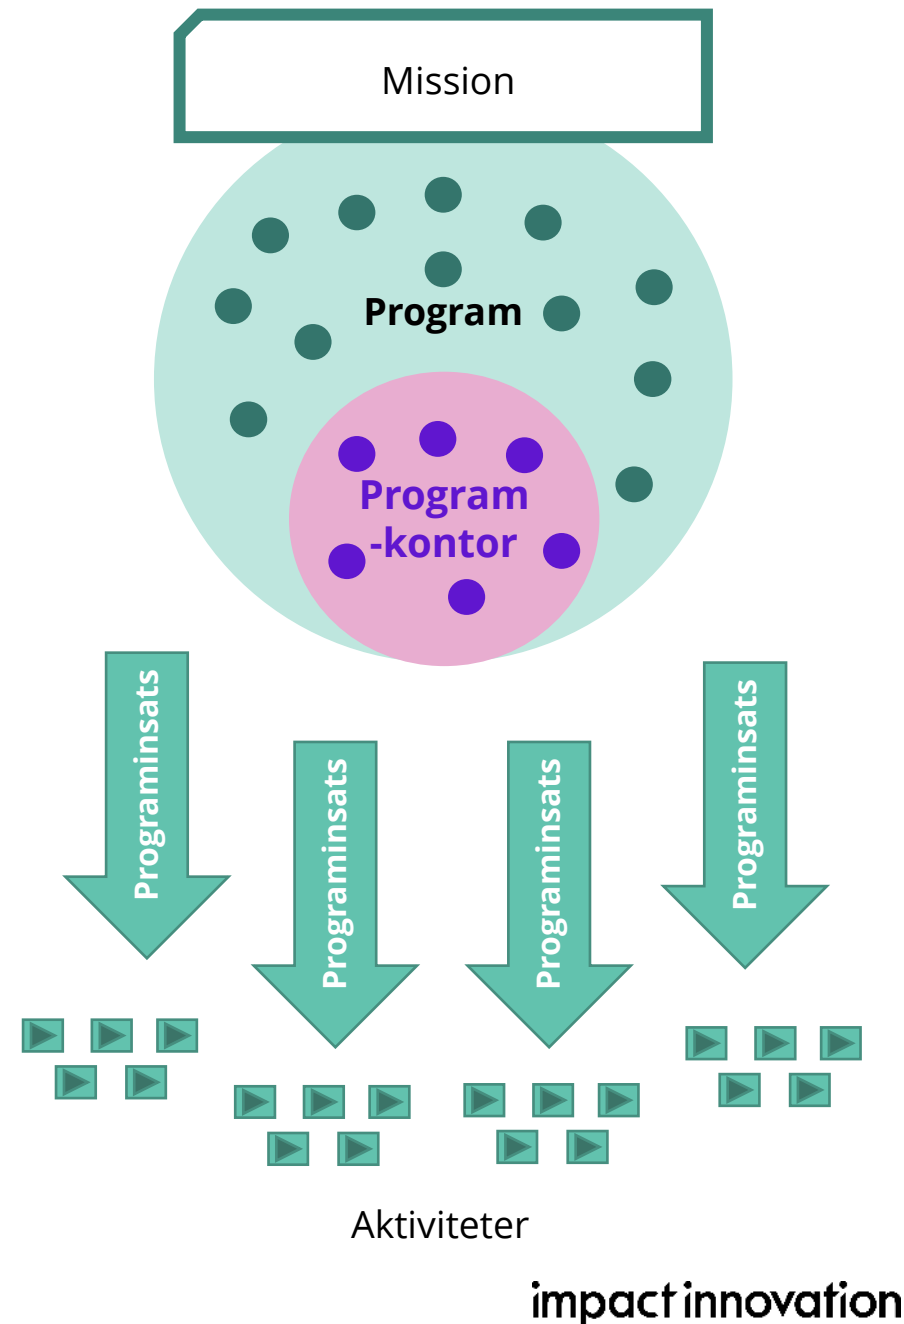 Mission
Program
Program
-kontor
Programinsats
Programinsats
Programinsats
Programinsats
Aktiviteter
impact innovation